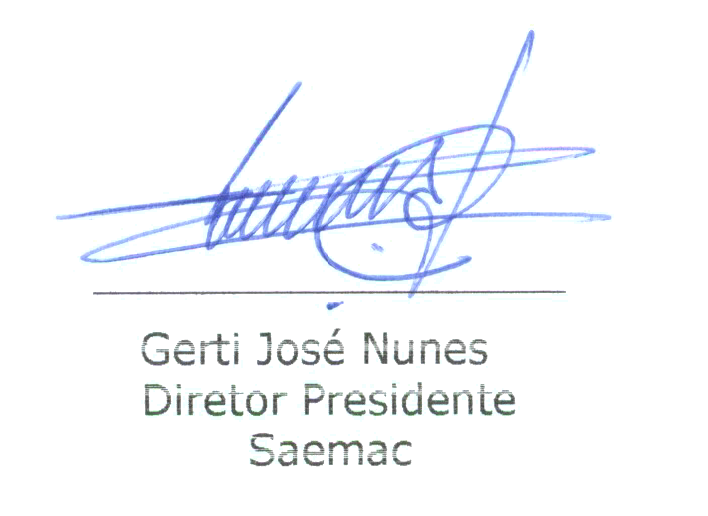 Gerti José Nunes
Diretor Presidente
Saemac